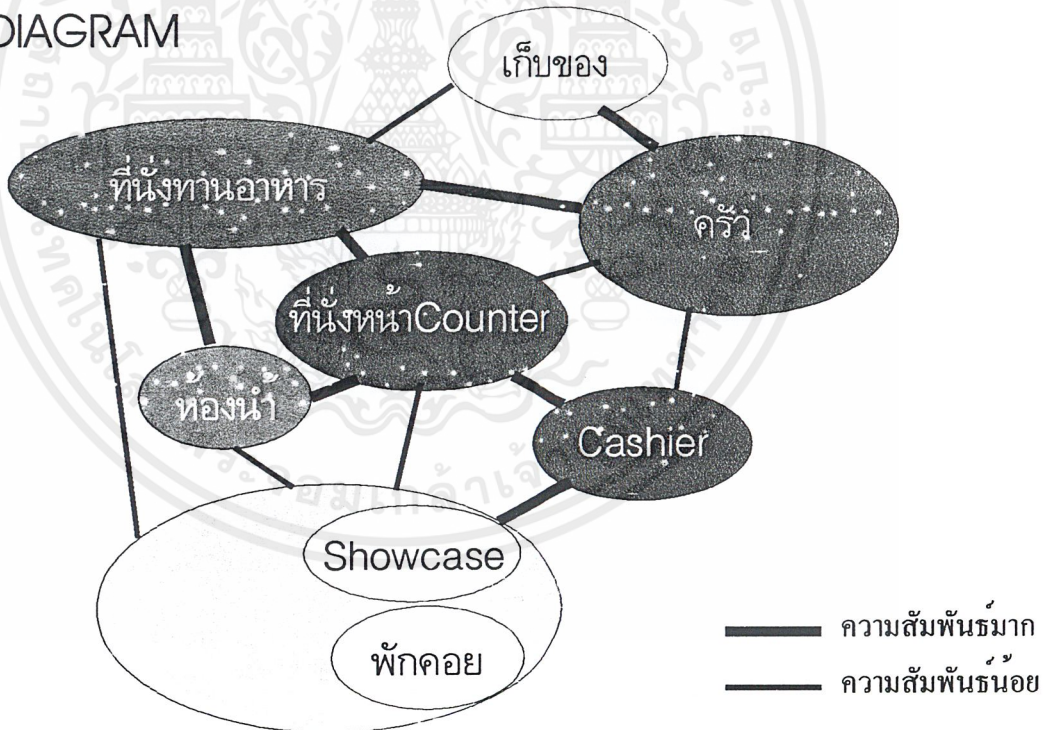 DIAGRAM
เก็บของ
ที่นั่งทานอาหาร
ครัว
ที่นั่งหน้าCounter
ห้องน้ำ
Cashier
Showcase
พักคอย
ความสัมพันธ์มาก
ความสัมพันธ์น้อย